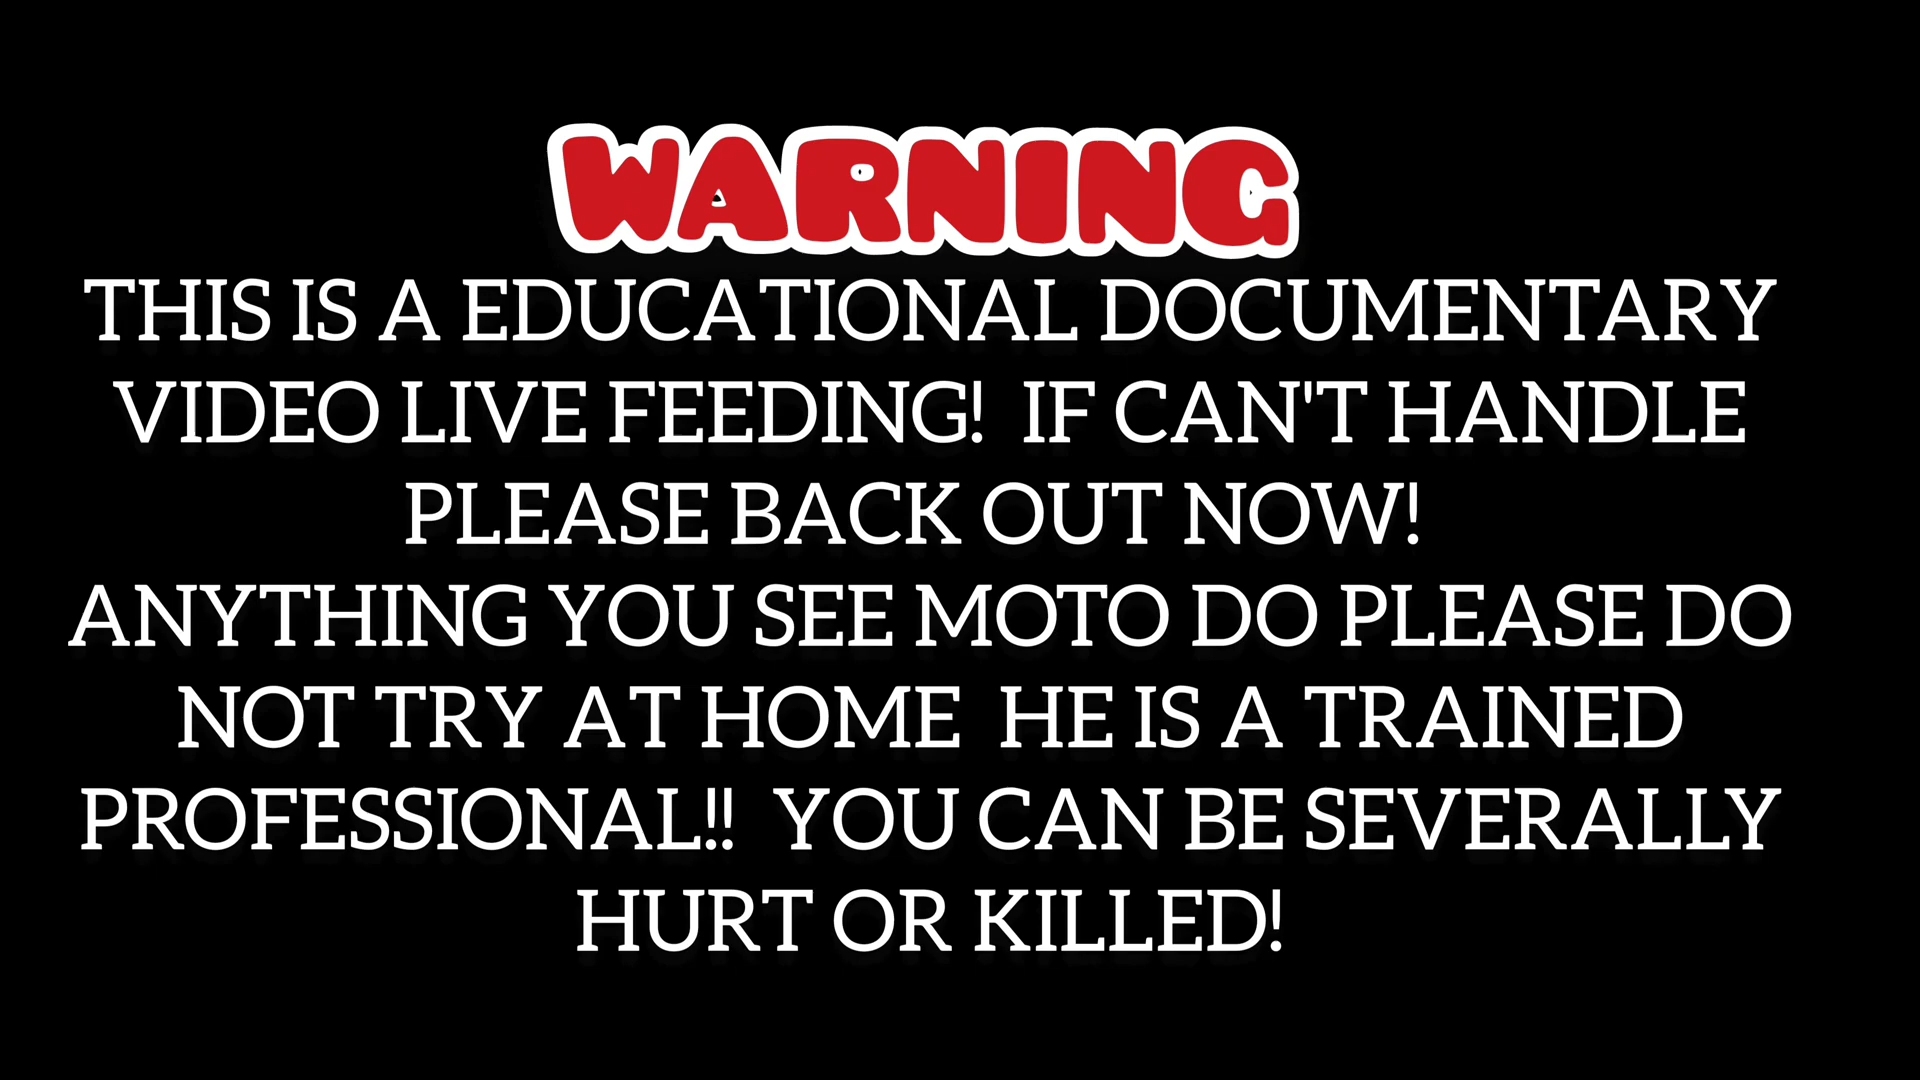 WARNING
THIS IS A EDUCATIONAL DOCUMENTARY
VIDEO LIVE FEEDING!  IF CAN'T HANDLE
PLEASE BACK OUT NOW!
ANYTHING YOU SEE MOTO DO PLEASE DO
NOT TRY AT HOME  HE IS A TRAINED
PROFESSIONAL!!  YOU CAN BE SEVERALLY
HURT OR KILLED!